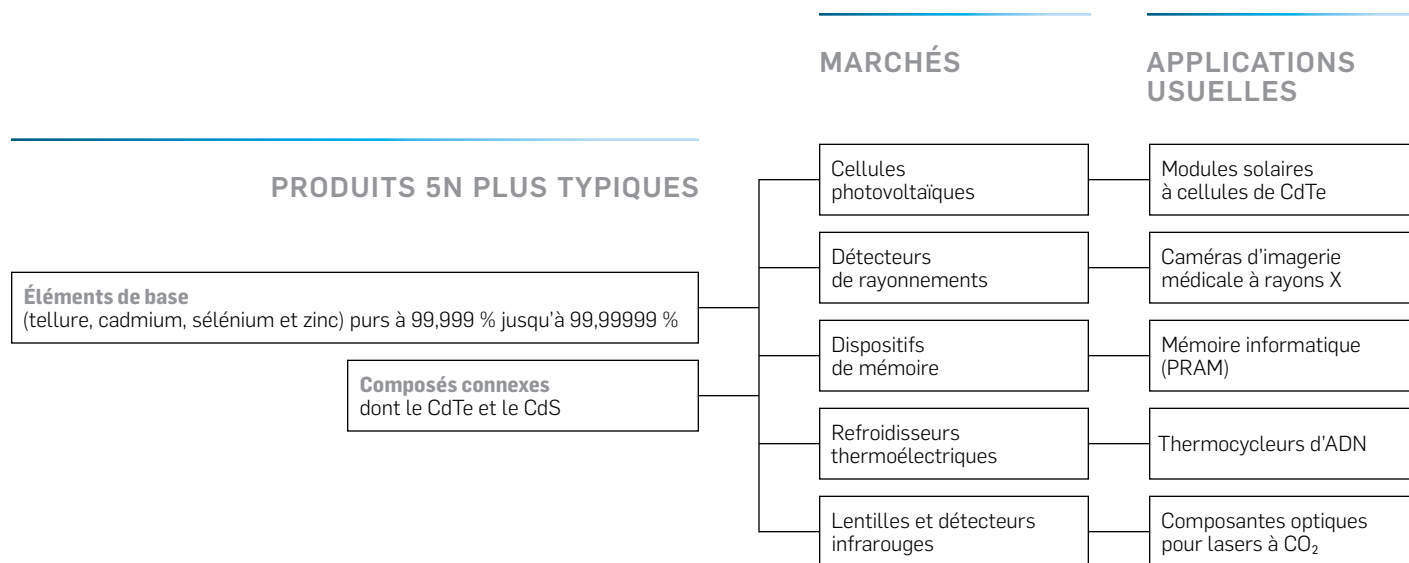 MARCHÉS
APPLICATIONS
USUELLES
PRODUITS 5N PLUS TYPIQUES
Éléments de base
(tellure, cadmium, sélénium et zinc) purs à 99,999 % jusqu’à 99,99999 %
Composés connexes
dont le CdTe et le CdS
Cellules
photovoltaïques
Modules solaires
à cellules de CdTe
Détecteurs
de rayonnements
Caméras d’imagerie
médicale à rayons X
Dispositifs
de mémoire
Mémoire informatique
(PRAM)
Refroidisseurs
thermoélectriques
Thermocycleurs d’ADN
Lentilles et détecteurs
infrarouges
Composantes optiques
pour lasers à CO₂